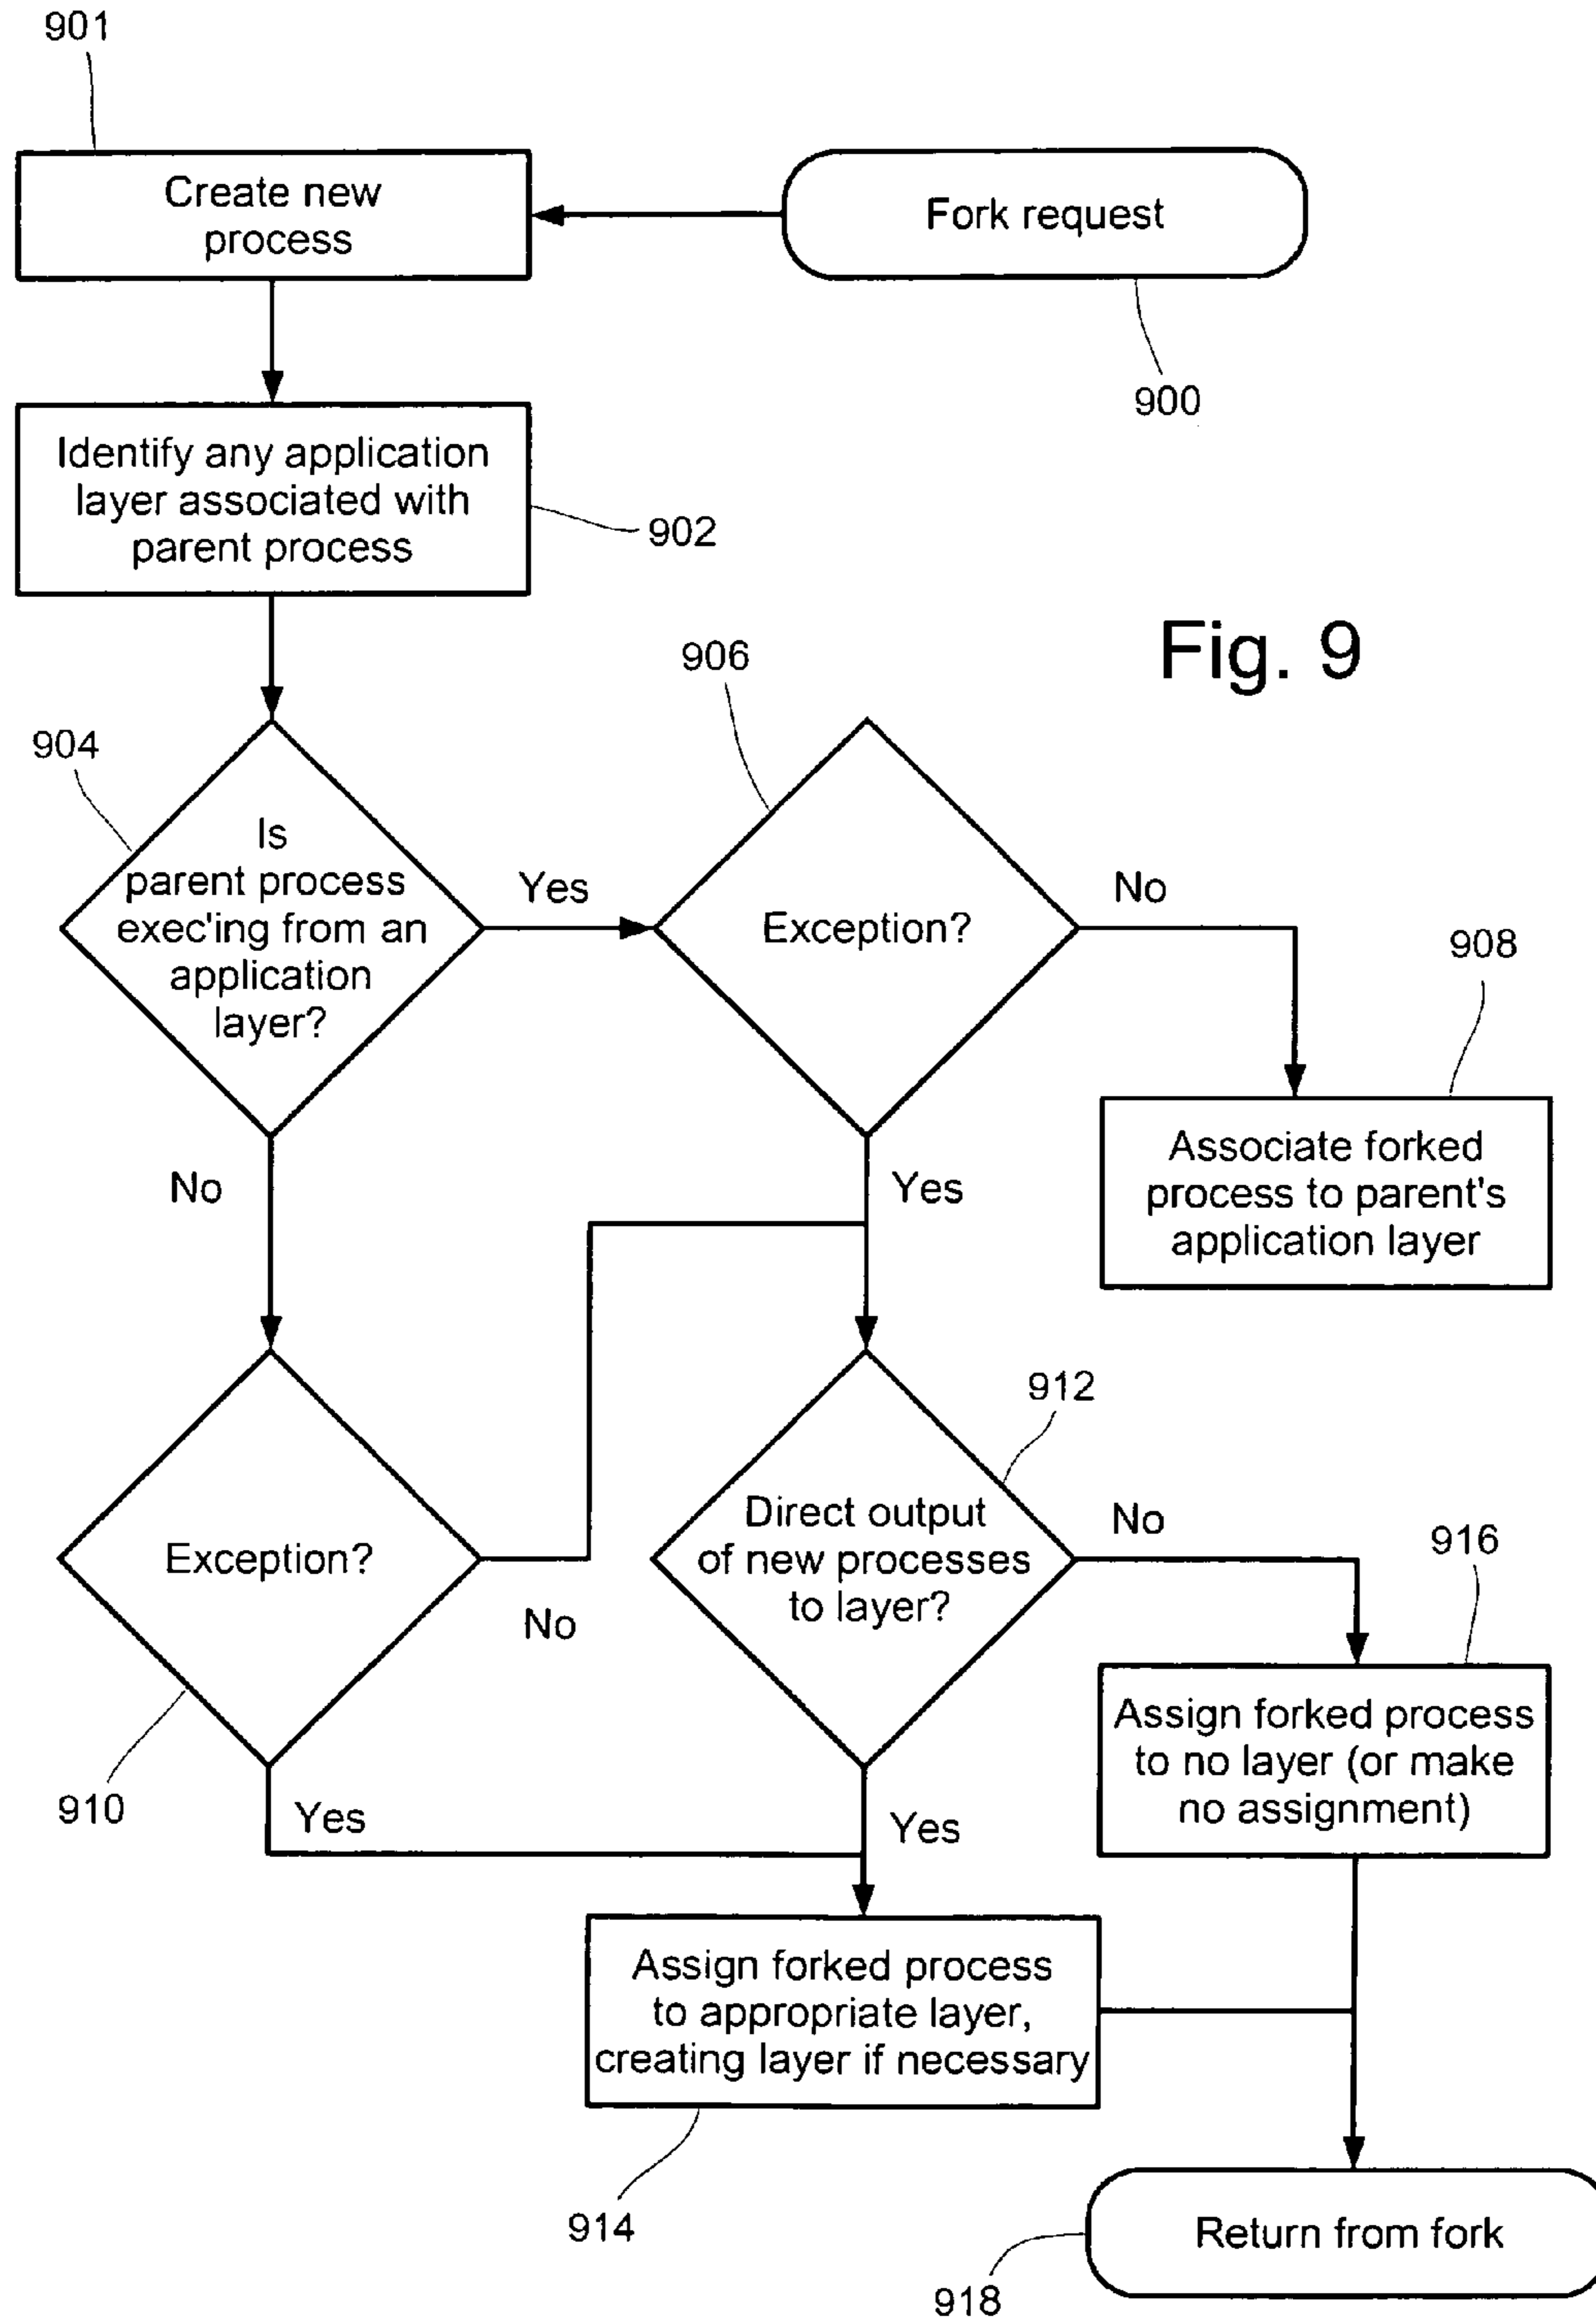 901
Create new
process
Fork request
900
Identify any application
layer associated with
parent process
902
Fig. 9
906
904
Is
parent process
exec'ing from an
application
layer?
Yes
Exception?
No
908
Associate forked
process to parent's
application layer
No
Yes
912
Exception?
No
Direct output
of new processes
to layer?
No
916
Assign forked process
to no layer (or make
no assignment)
910
Yes
Yes
Assign forked process
to appropriate layer,
creating layer if necessary
914
Return from fork
918